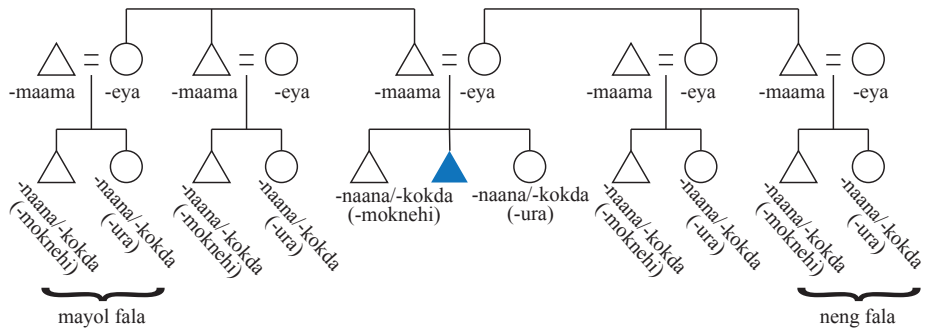 -maama -eya -maama -eya -maama -eya -maama -eya -maama -eya
-naana/-kokda
(-moknehi)
-naana/-kokda
(-ura)
-naana/-kokda
(-moknehi)
-naana/-kokda
(-ura)
-naana/-kokda
(-moknehi)
-naana/-kokda
(-ura)
-naana/-kokda
(-moknehi)
-naana/-kokda
(-ura)
-naana/-kokda
(-moknehi)
-naana/-kokda
(-ura)
mayol fala
neng fala